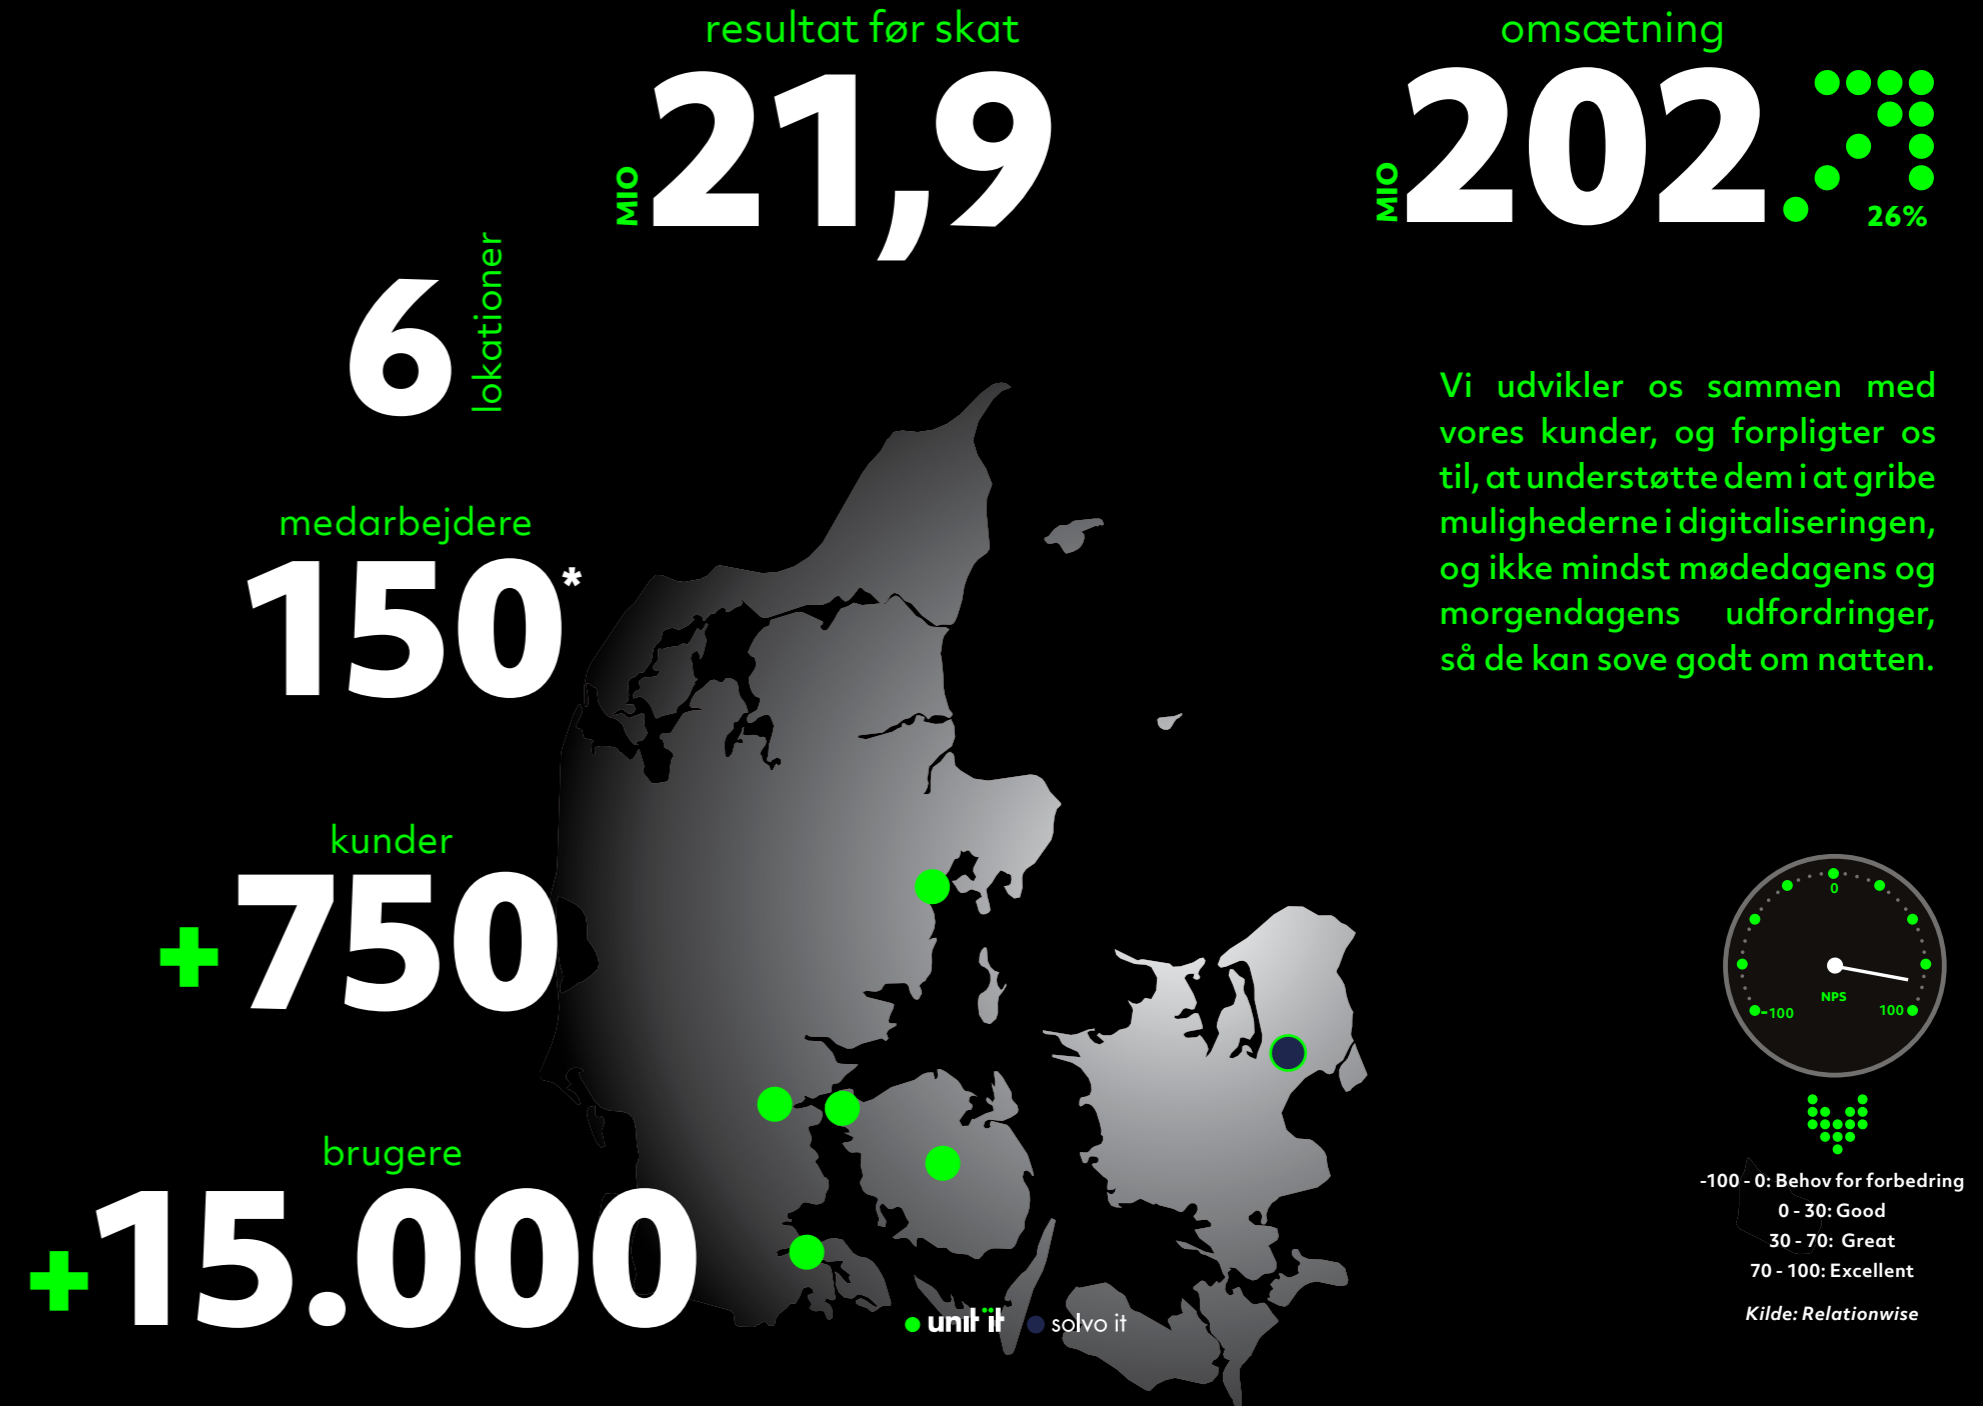 resultat før skat
MIO 21,9
omsætning
MIO 202
26%
6 lokationer
Vi udvikler os sammen med
vores kunder, og forpligter os
til, at understøtte dem i at gribe
mulighederne i digitaliseringen,
og ikke mindst mødedagens og
morgendagens udfordringer,
så de kan sove godt om natten.
medarbejdere
150*
kunder
+750
brugere
+15.000
0
NPS
-100
100
-100 - 0: Behov for forbedring
0 - 30: Good
30 - 70: Great
70 - 100: Excellent
Kilde: Relationwise
unit it
solvo it